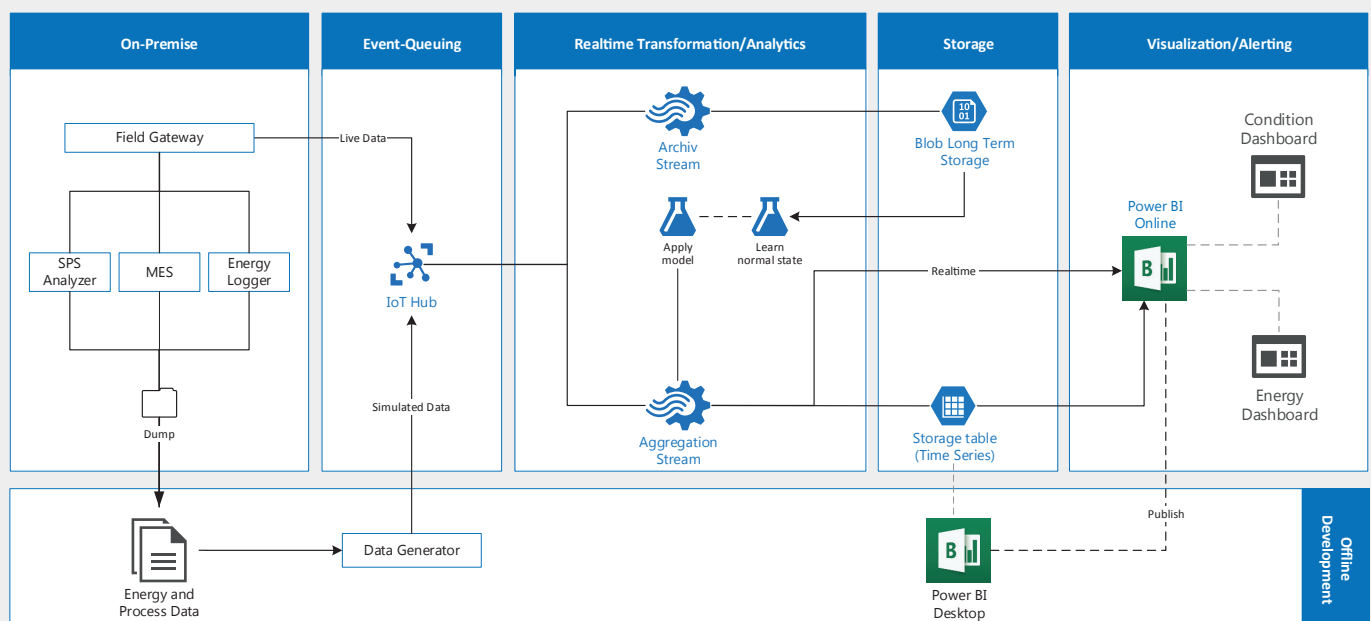 On-Premise
Event-Queuing
Realtime Transformation/Analytics
Storage
Visualization/Alerting
Field Gateway
SPS
Analyzer
MES
Energy
Logger
Dump
Live Data
IoT Hub
Simulated Data
Archiv
Stream
Apply
model
Learn
normal state
Aggregation
Stream
10
01
Blob Long Term
Storage
Realtime
Storage table
(Time Series)
Condition
Dashboard
Power BI
Online
B
Energy
Dashboard
Energy and
Process Data
Data Generator
B
Power BI
Desktop
Publish
Offline
Development